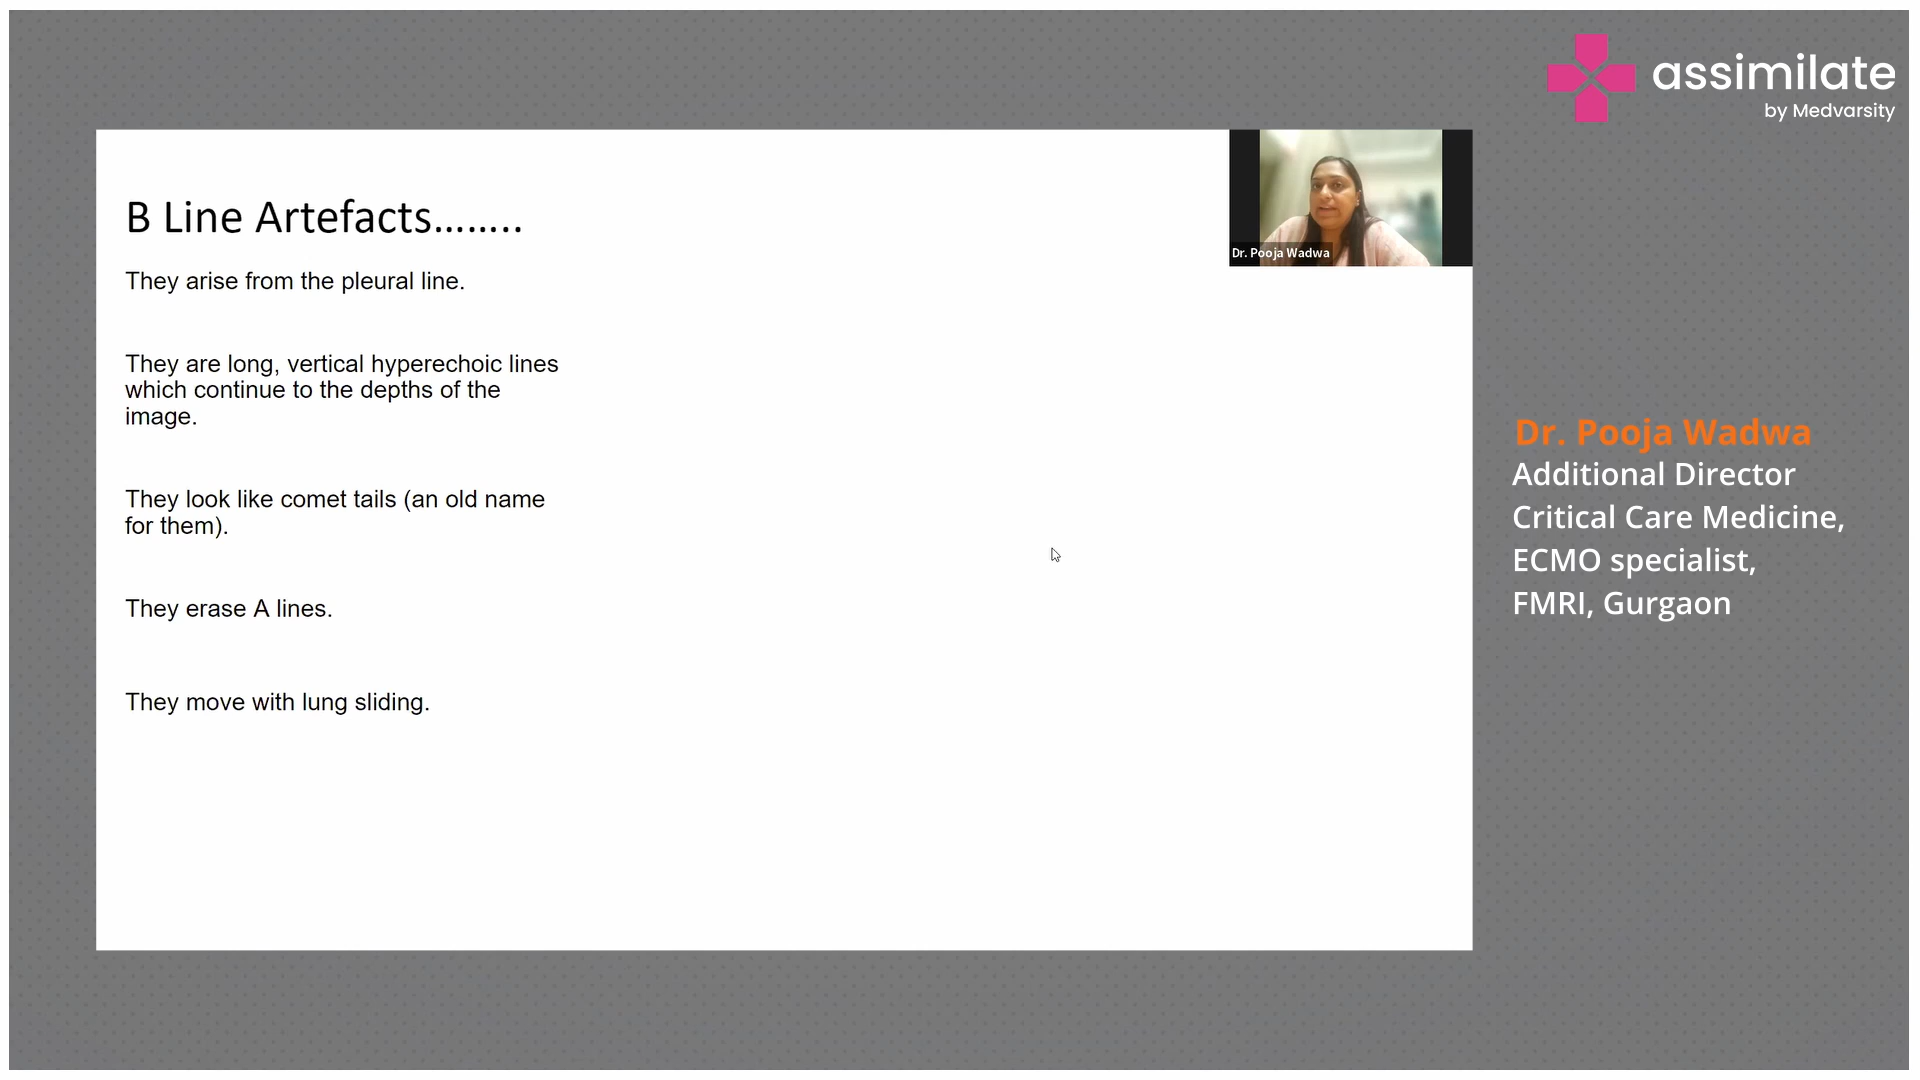 assimilate
by Medvarsity
B Line Artefacts........
They arise from the pleural line.
They are long, vertical hyperechoic lines
which continue to the depths of the
image.
They look like comet tails (an old name
for them).
They erase A lines.
They move with lung sliding.
Dr. Pooja Wadwa
Dr. Pooja Wadwa
Additional Director
Critical Care Medicine,
ECMO specialist,
FMRI, Gurgaon